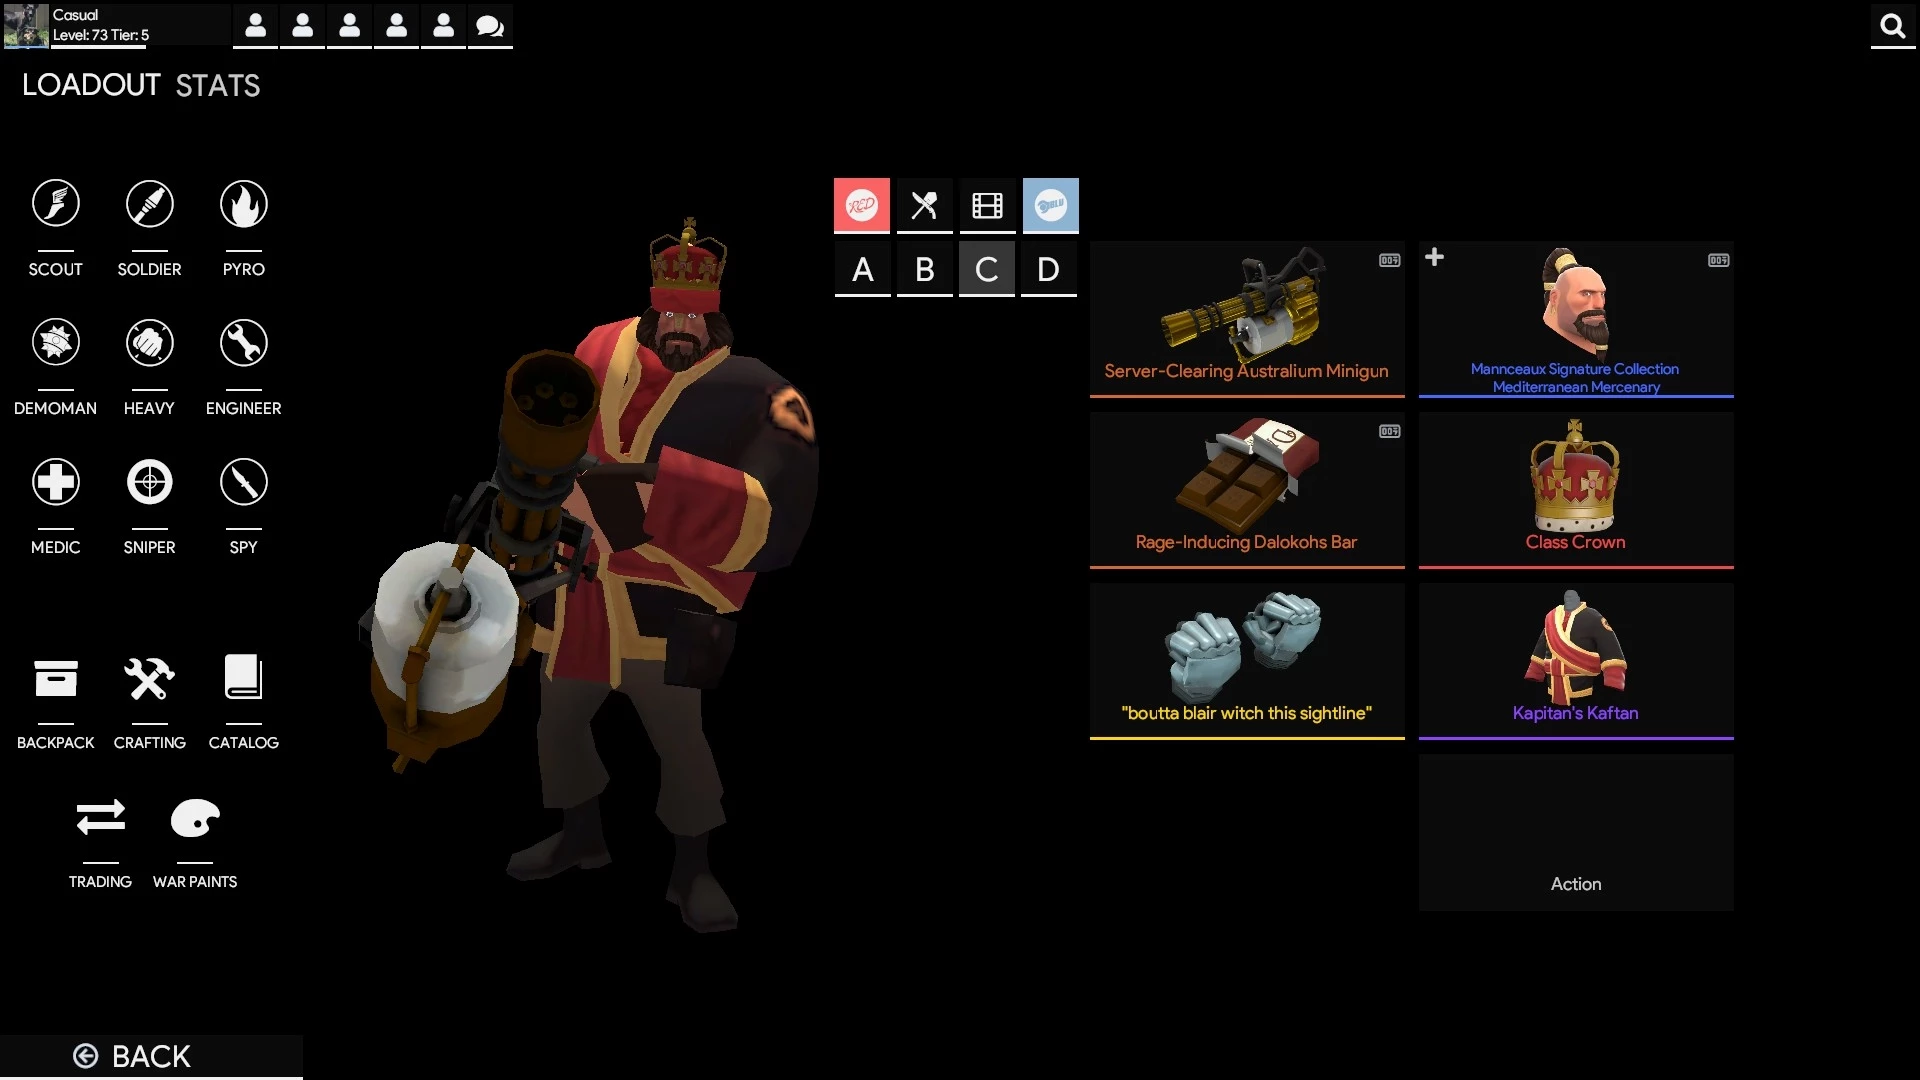 Casual
Level: 73 Tier: 5
LOADOUT STATS
RED
BLU
A B C D
SCOUT SOLDIER PYRO
DEMOMAN HEAVY ENGINEER
MEDIC SNIPER SPY
BACKPACK CRAFTING CATALOG
TRADING WAR PAINTS
Server-Clearing Australium Minigun
Mannceaux Signature Collection
Mediterranean Mercenary
Rage-Inducing Dalokohs Bar
Class Crown
"boutta blair witch this sightline"
Kapitan's Kaftan
Action
BACK